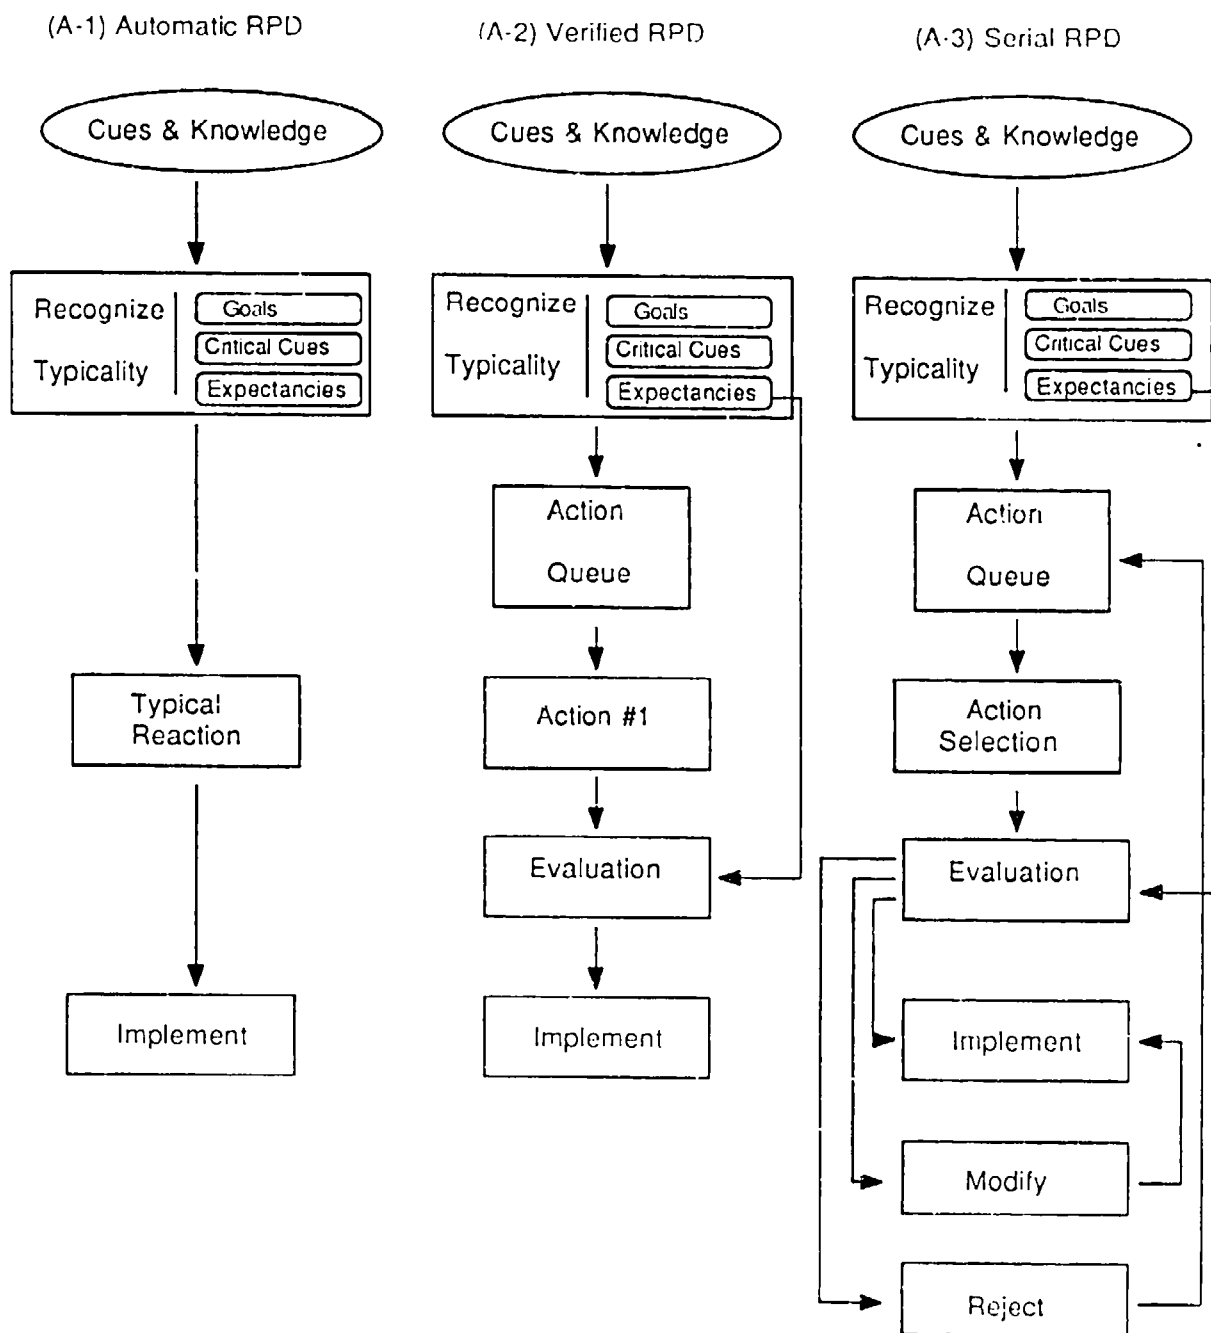 (A-1) Automatic RPD
Cues & Knowledge
Recognize
Typicality
Goals
Critical Cues
Expectancies
Typical
Reaction
Implement
(A-2) Verified RPD
Cues & Knowledge
Recognize
Typicality
Goals
Critical Cues
Expectancies
Action
Queue
Action #1
Evaluation
Implement
(A-3) Serial RPD
Cues & Knowledge
Recognize
Typicality
Goals
Critical Cues
Expectancies
Action
Queue
Action
Selection
Evaluation
Implement
Modify
Reject